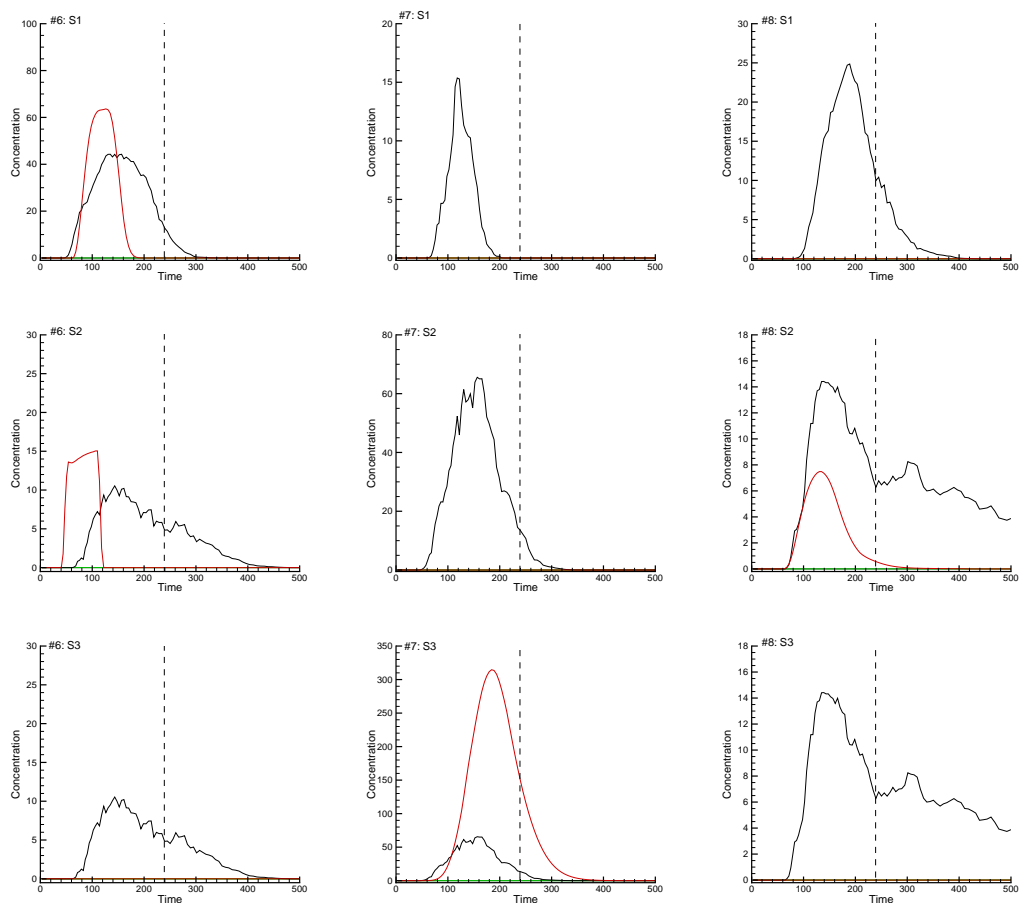 #6: S1
Concentration
100
80
60
40
20
0
0 100 200 300 400 500
Time
#7: S1
Concentration
20
15
10
5
0
0 100 200 300 400 500
Time
#8: S1
Concentration
30
25
20
15
10
5
0
0 100 200 300 400 500
Time
#6: S2
Concentration
30
25
20
15
10
5
0
0 100 200 300 400 500
Time
#7: S2
Concentration
80
60
40
20
0
0 100 200 300 400 500
Time
#8: S2
Concentration
18
16
14
12
10
8
6
4
2
0
0 100 200 300 400 500
Time
#6: S3
Concentration
30
25
20
15
10
5
0
0 100 200 300 400 500
Time
#7: S3
Concentration
350
300
250
200
150
100
50
0
0 100 200 300 400 500
Time
#8: S3
Concentration
18
16
14
12
10
8
6
4
2
0
0 100 200 300 400 500
Time